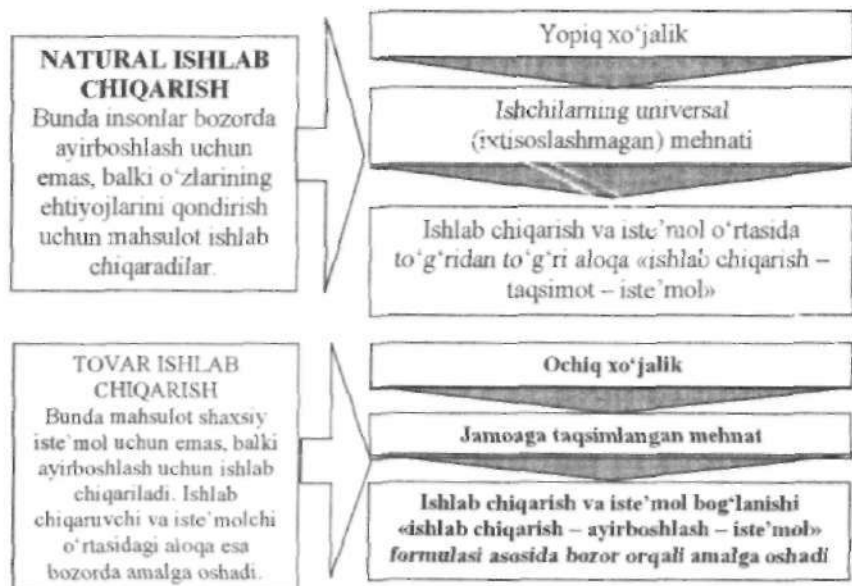 NATURAL ISHLAB
CHIQARISH
Bunda insonlar bozorda
ayirboshlash uchun
emas, balki o‘zlarining
ehtiyojlarini qondirish
uchun mahsulot ishlab
chiqaradilar.
Yopiq xo‘jalik
Ishchilarning universal
(ixtisoslashmagan) mehnati
Ishlab chiqarish va iste’mol o‘rtasida
to‘g‘ridan to‘g‘ri aloqa «ishlab chiqarish –
taqsimot – iste’mol»
TOVAR ISHLAB
CHIQARISH
Bunda mahsulot shaxsiy
iste’mol uchun emas, balki
ayirboshlash uchun ishlab
chiqariladi. Ishlab
chiqaruvchi va iste’molchi
o‘rtasidagi aloqa esa
bozorda amalga oshadi.
Ochiq xo‘jalik
Jamoaga taqsimlangan mehnat
Ishlab chiqarish va iste’mol bog‘lanishi
«ishlab chiqarish – ayirboshlash – iste’mol»
formulasi asosida bozor orqali amalga oshadi